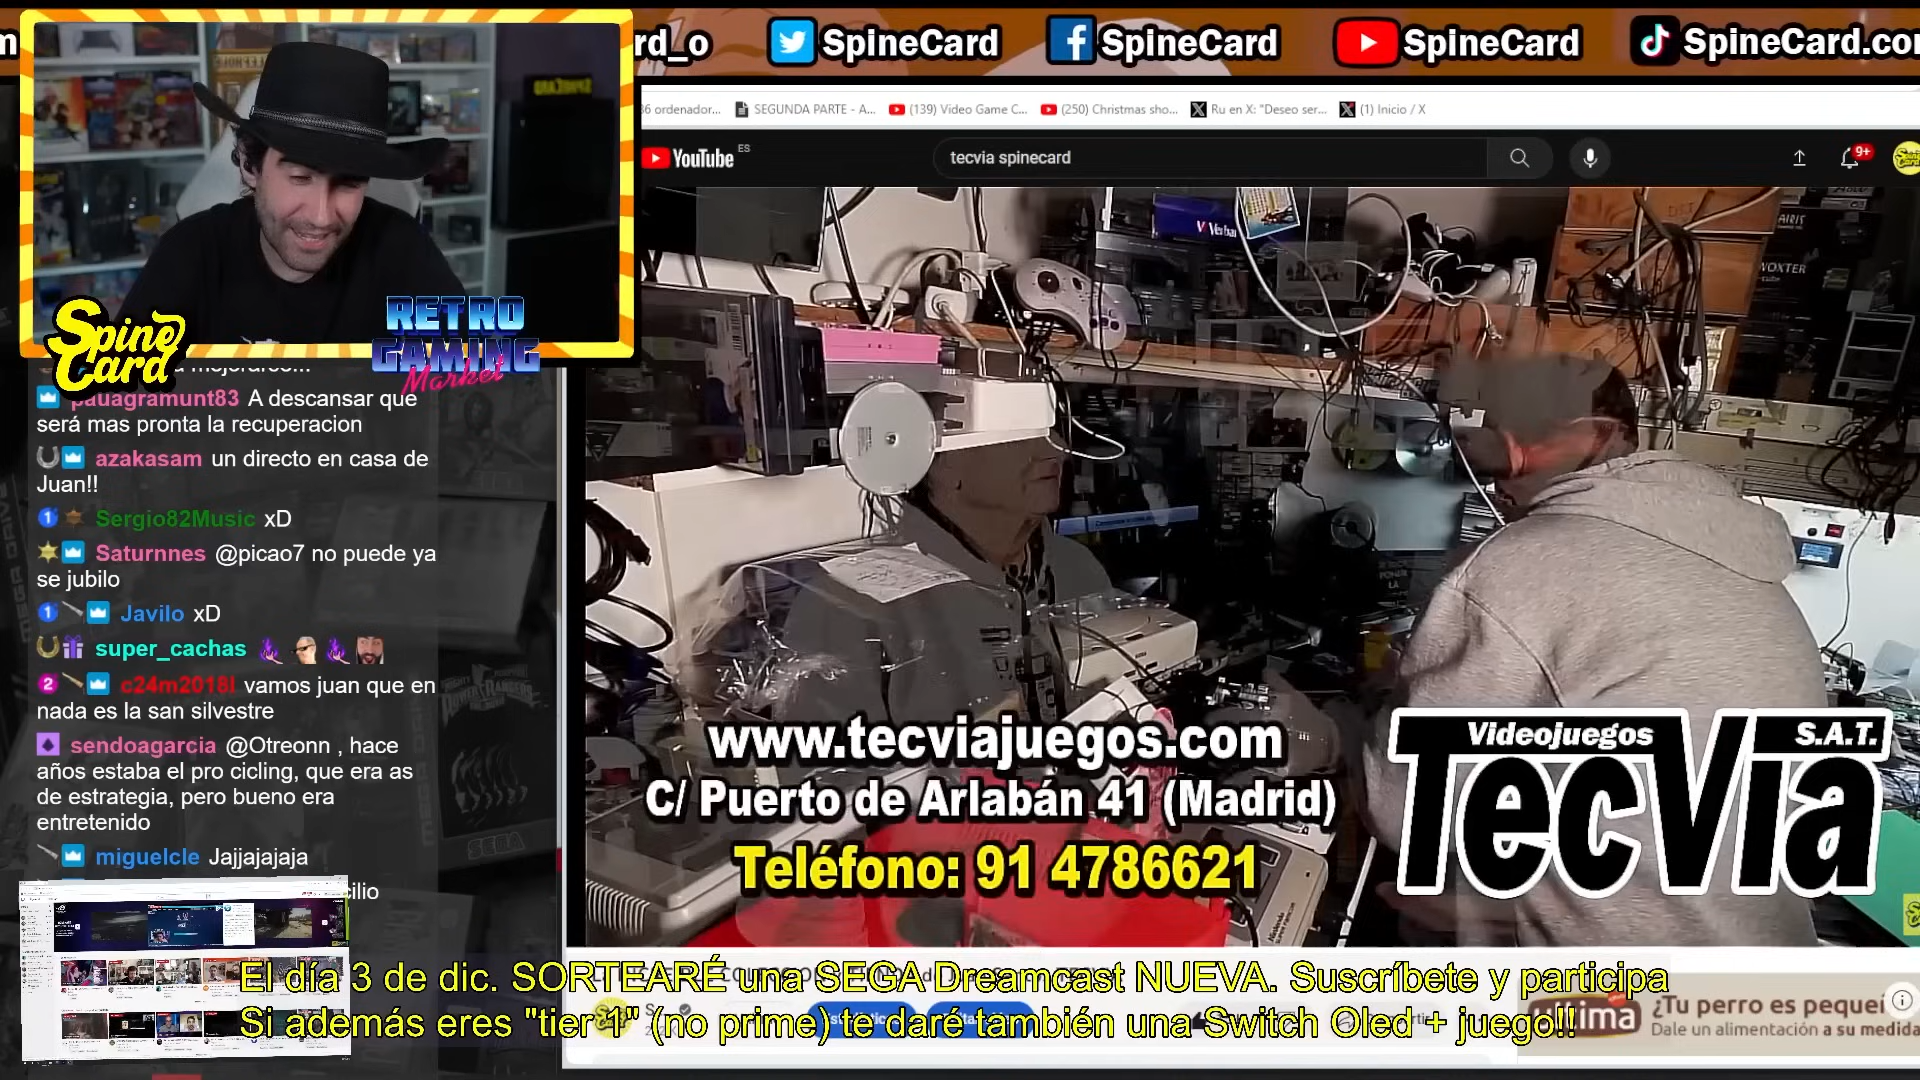 rd_o SpineCard SpineCard SpineCard SpineCard.co
36 ordenador... SEGUNDA PARTE - A... (139) Video Game C... (250) Christmas sho... Ru en X: "Deseo ser... (1) Inicio / X
YouTube ES tecvia spinecard 9+
Spine
Card
RETRO
GAMING
Market
pauagramunt83 A descansar que
será mas pronta la recuperacion
azakasam un directo en casa de
Juan!!
Sergio82Music xD
Saturnnes @picao7 no puede ya
se jubilo
Javilo xD
super_cachas
c24m2018! vamos juan que en
nada es la san silvestre
sendoagarcia @Otreonn , hace
años estaba el pro cicling, que era as
de estrategia, pero bueno era
entretenido
miguelcle Jajjajajaja
silio
WOXTER
www.tecviajuegos.com
C/ Puerto de Arlabán 41 (Madrid)
Teléfono: 91 4786621
Videojuegos S.A.T.
TecVia
El día 3 de dic. SORTEARÉ una SEGA Dreamcast NUEVA. Suscríbete y participa
Si además eres "tier 1" (no prime) te daré también una Switch Oled + juego!!
¿Tu perro es peque
Dale un alimentación a su medida
SEGA